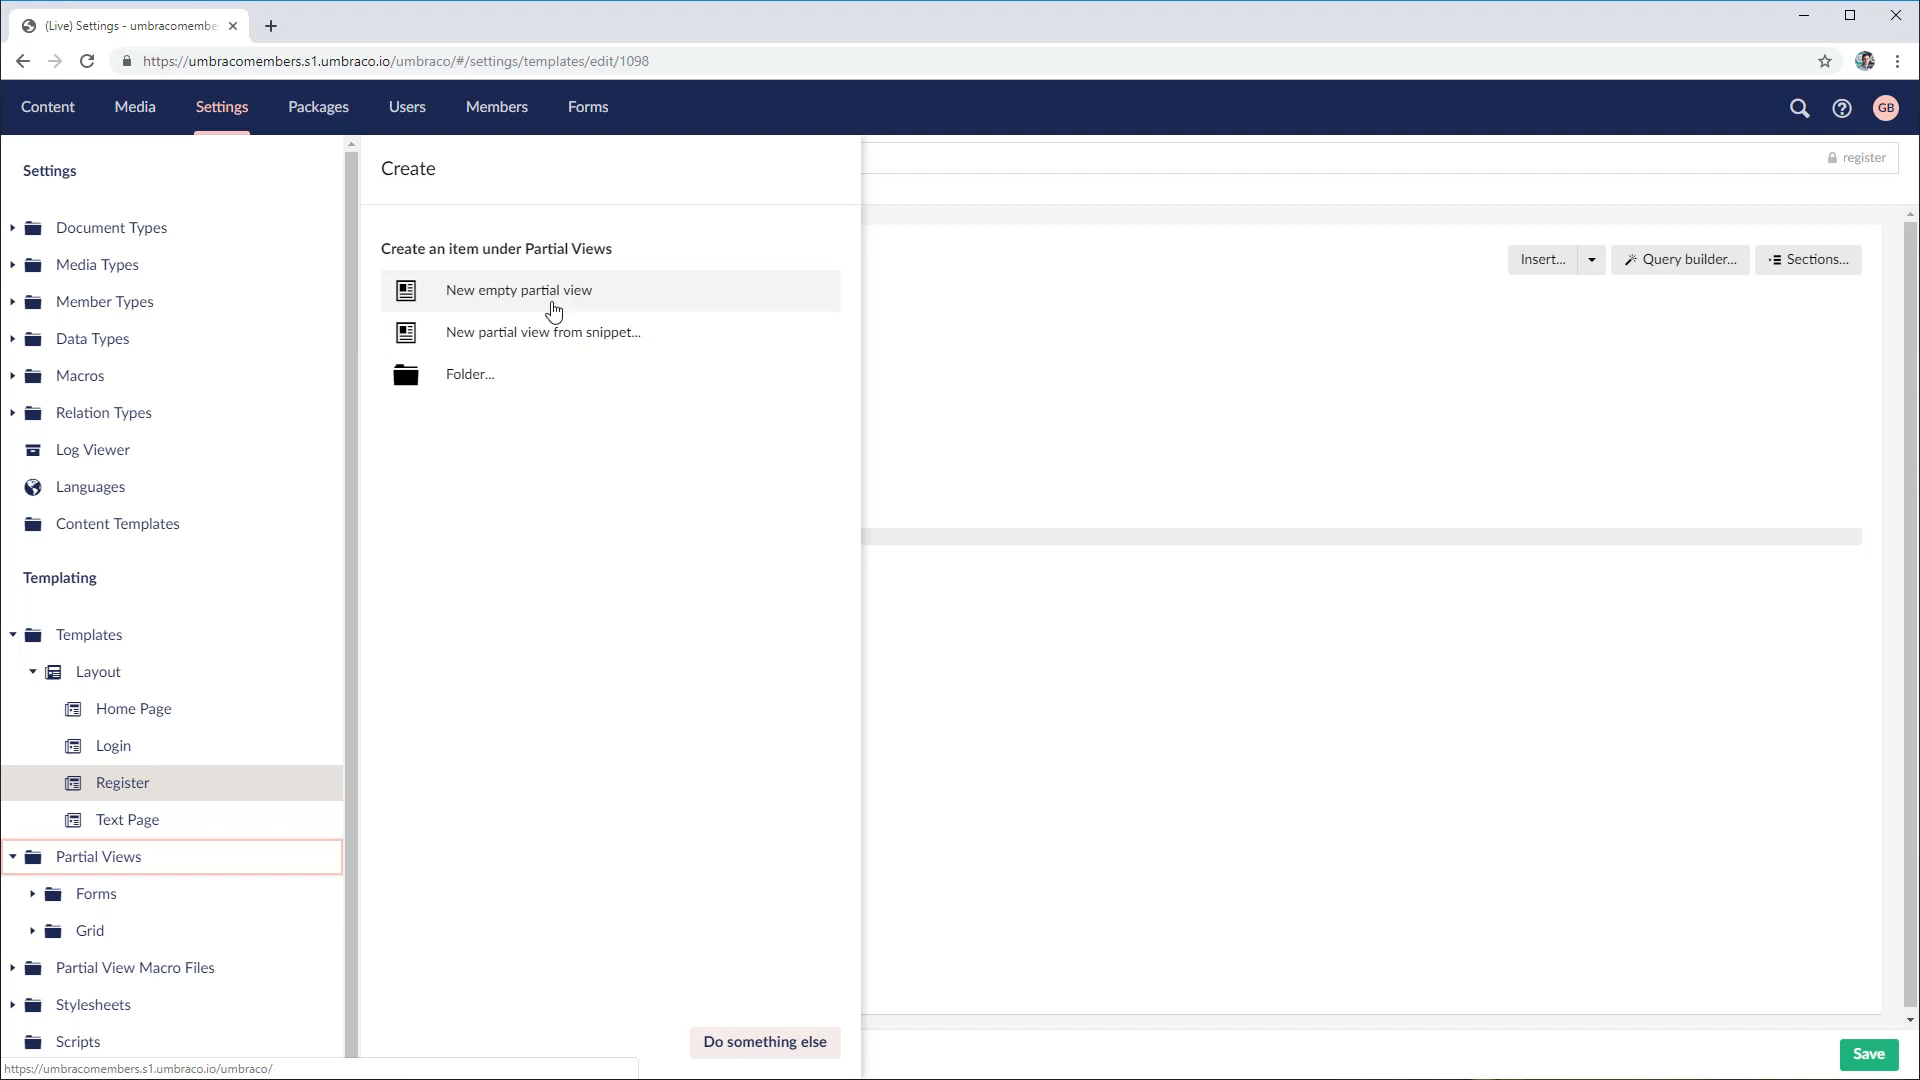 (Live) Settings - umbracomembe
https://umbracomembers.s1.umbraco.io/umbraco/#/settings/templates/edit/1098
Content Media Settings Packages Users Members Forms
GB
Settings
Document Types
Media Types
Member Types
Data Types
Macros
Relation Types
Log Viewer
Languages
Content Templates
Templating
Templates
Layout
Home Page
Login
Register
Text Page
Partial Views
Forms
Grid
Partial View Macro Files
Stylesheets
Scripts
https://umbracomembers.s1.umbraco.io/umbraco/
Create
Create an item under Partial Views
New empty partial view
New partial view from snippet...
Folder...
Do something else
register
Insert... Query builder... Sections...
Save